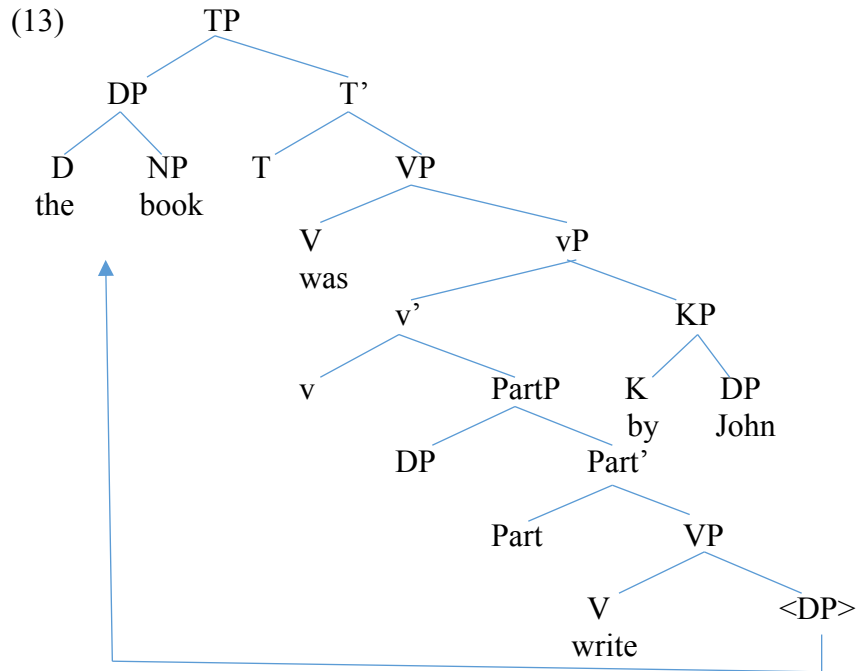 (13) TP
DP T’
D NP T VP
the book
V vP
was
v’ KP
v PartP K DP
by John
DP Part’
Part VP
V <DP>
write